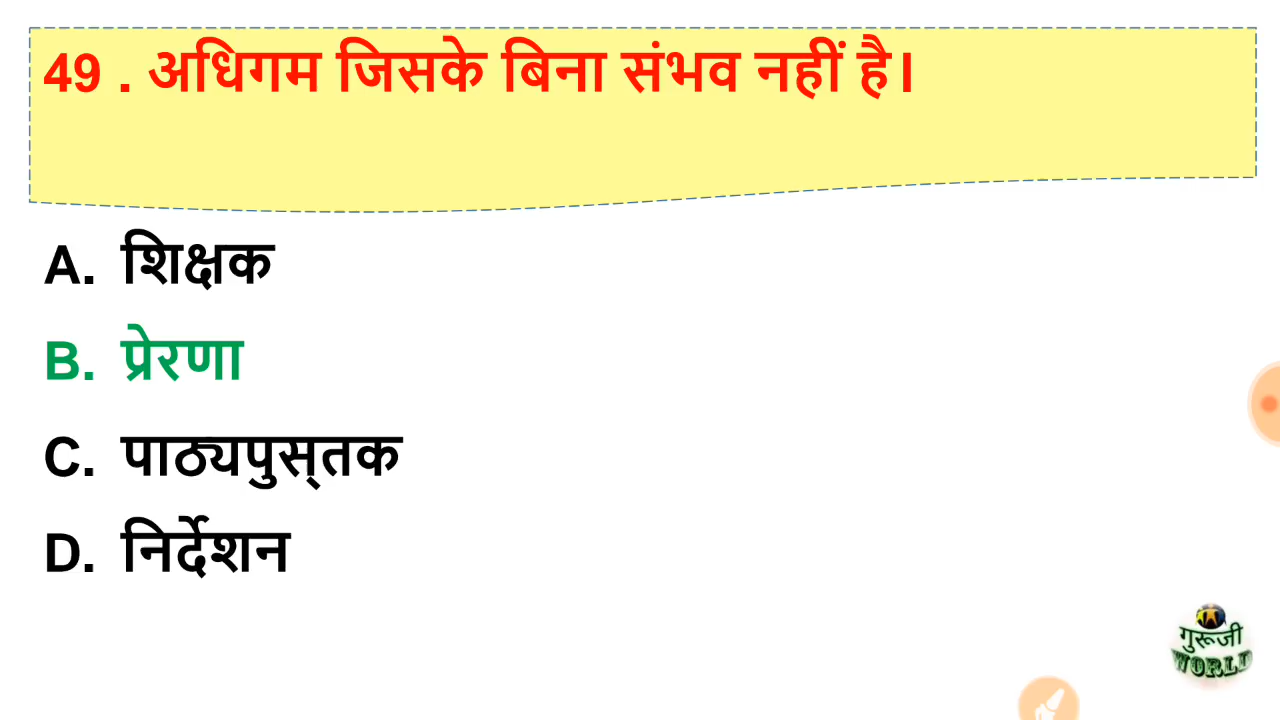 49 . अधिगम जिसके बिना संभव नहीं है।
A. शिक्षक
B. प्रेरणा
C. पाठ्यपुस्‌तक
D. निर्देशन
गुरूजी
WORLD